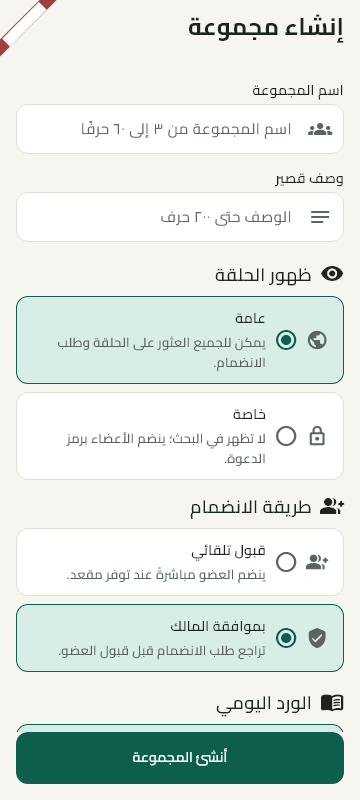 إنشاء مجموعة
اسم المجموعة
اسم المجموعة من ٣ إلى ٦٠ حرفًا
وصف قصير
الوصف حتى ٢٠٠ حرف
ظهور الحلقة
عامة
يمكن للجميع العثور على الحلقة وطلب
الانضمام.
خاصة
لا تظهر في البحث؛ ينضم الأعضاء برمز
الدعوة.
طريقة الانضمام
قبول تلقائي
ينضم العضو مباشرةً عند توفر مقعد.
بموافقة المالك
تراجع طلب الانضمام قبل قبول العضو.
الورد اليومي
أنشئ المجموعة